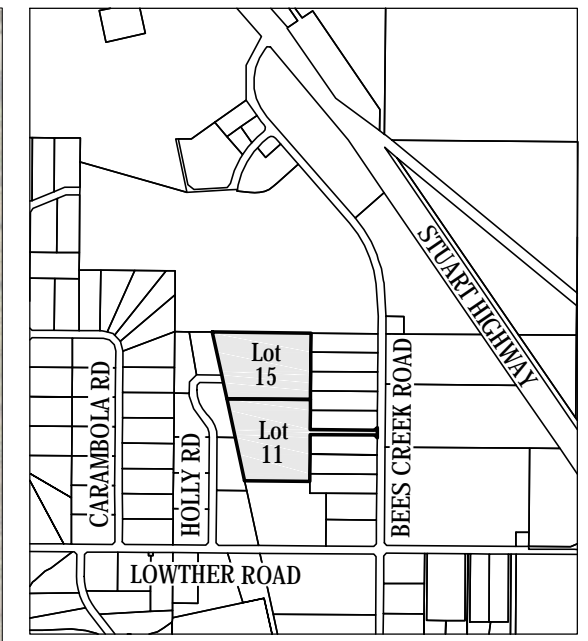 STUART HIGHWAY
Lot
15
Lot
11
CARAMBOLA RD
HOLLY RD
BEES CREEK ROAD
LOWTHER ROAD